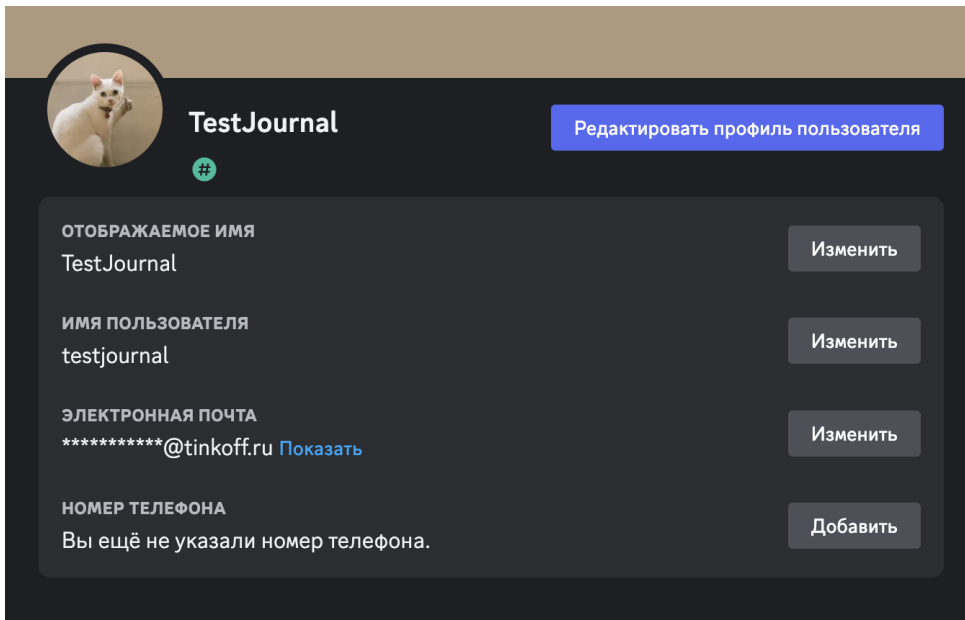 TestJournal
Редактировать профиль пользователя
#
ОТОБРАЖАЕМОЕ ИМЯ
TestJournal
Изменить
ИМЯ ПОЛЬЗОВАТЕЛЯ
testjournal
Изменить
ЭЛЕКТРОННАЯ ПОЧТА
***********@tinkoff.ru Показать
Изменить
НОМЕР ТЕЛЕФОНА
Вы ещё не указали номер телефона.
Добавить